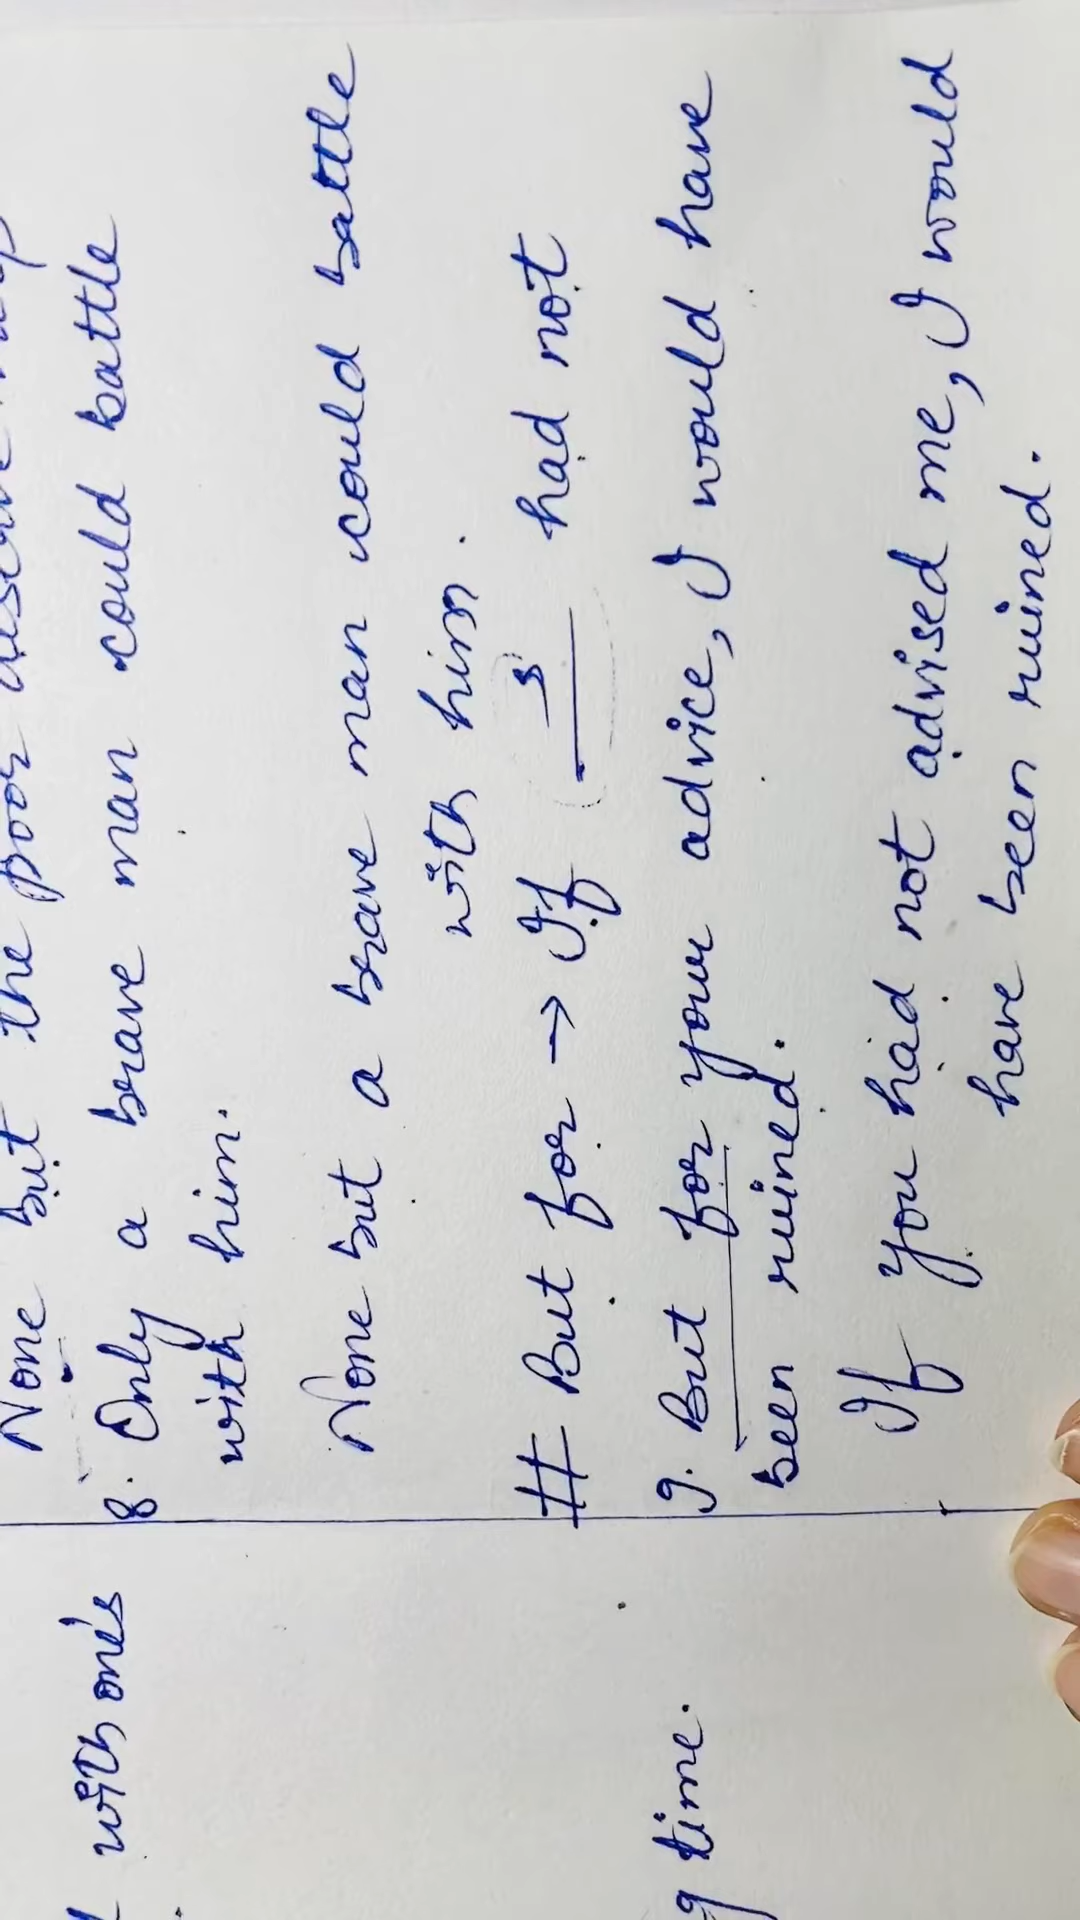 None but the poor
8. Only a brave man could battle
with him.
None but a brave man could battle
with him.
# But for → If S had not
9. But for your advice, I would have
been ruined.
If you had not advised me, I would
have been ruined.
with one's
time.